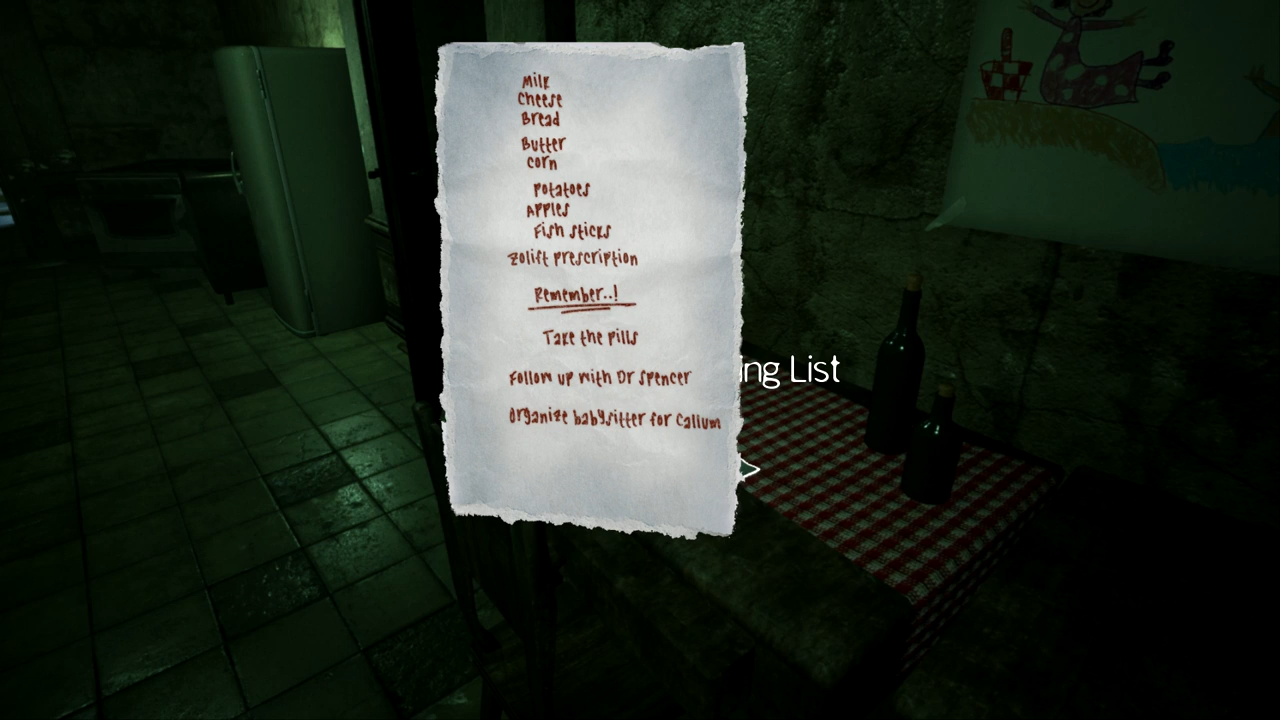 Milk
Cheese
Bread
Butter
Corn
Potatoes
Apples
Fish sticks
Zolift prescription
Remember..!
Take the pills
Follow up with Dr Spencer
Organize babysitter for Callum
ing List